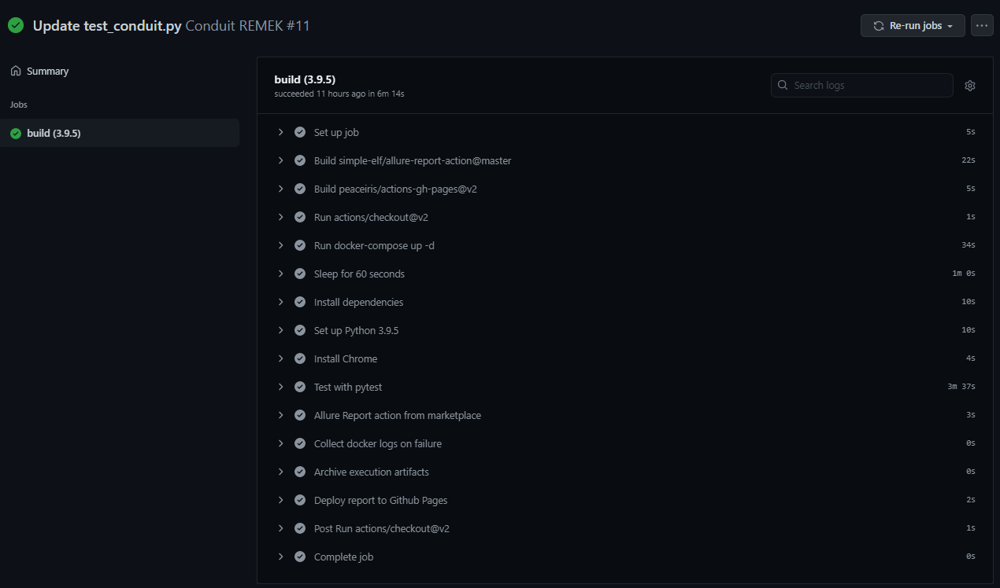 Update test_conduit.py Conduit REMEK #11
Re-run jobs
Summary
Jobs
build (3.9.5)
build (3.9.5)
succeeded 11 hours ago in 6m 14s
Search logs
Set up job 5s
Build simple-elf/allure-report-action@master 22s
Build peaceiris/actions-gh-pages@v2 5s
Run actions/checkout@v2 1s
Run docker-compose up -d 34s
Sleep for 60 seconds 1m 0s
Install dependencies 10s
Set up Python 3.9.5 10s
Install Chrome 4s
Test with pytest 3m 37s
Allure Report action from marketplace 3s
Collect docker logs on failure 0s
Archive execution artifacts 0s
Deploy report to Github Pages 2s
Post Run actions/checkout@v2 1s
Complete job 0s